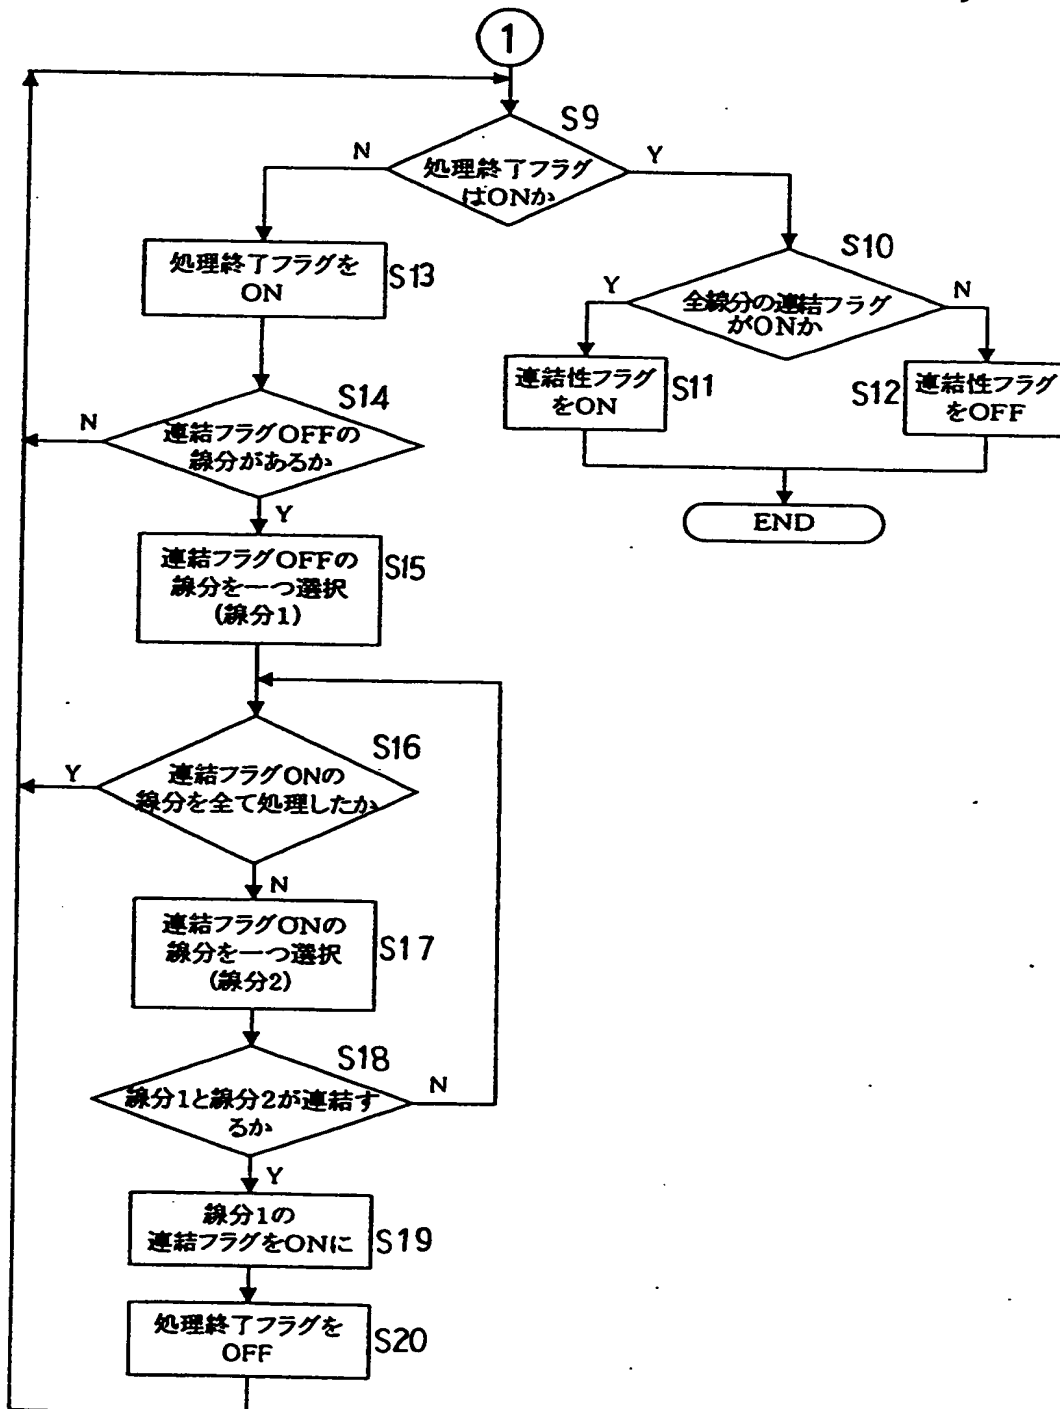 1
S9
N
Y
処理終了フラグ
はONか
S10
処理終了フラグを
ON
S13
Y
N
全線分の連結フラグ
がONか
S14
連結性フラグ
をON
S11
S12
連結性フラグ
をOFF
N
連結フラグOFFの
線分があるか
Y
END
連結フラグOFFの
線分を一つ選択
(線分1)
S15
S16
Y
連結フラグONの
線分を全て処理したか
N
連結フラグONの
線分を一つ選択
(線分2)
S17
S18
N
線分1と線分2が連結す
るか
Y
線分1の
連結フラグをONに
S19
処理終了フラグを
OFF
S20